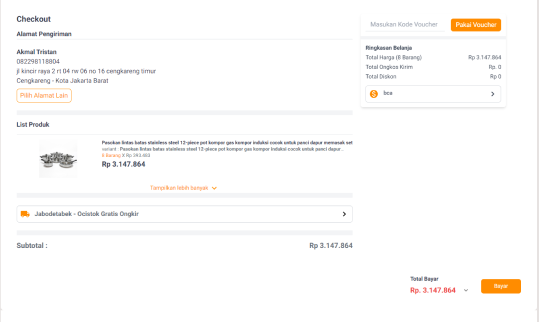 Checkout
Alamat Pengiriman
Akmal Tristan
082298118904
jl kincir raya 2 rt 04 rw 06 no 16 cengkareng timur
Cengkareng - Kota Jakarta Barat
Pilih Alamat Lain
List Produk
Pasokan lintas batas stainless steel 12-piece pot kompor gas kompor induksi cocok untuk panci dapur memasak set
variant : Pasokan lintas batas stainless steel 12-piece pot kompor gas kompor induksi cocok untuk panci dapur...
8 Barang X Rp 393.483
Rp 3.147.864
Tampilkan lebih banyak
Jabodetabek - Ocistok Gratis Ongkir
Subtotal :
Rp 3.147.864
Masukan Kode Voucher
Pakai Voucher
Ringkasan Belanja
Total Harga (8 Barang)
Rp 3.147.864
Total Ongkos Kirim
Rp. 0
Total Diskon
Rp 0
bca
Total Bayar
Rp. 3.147.864
Bayar